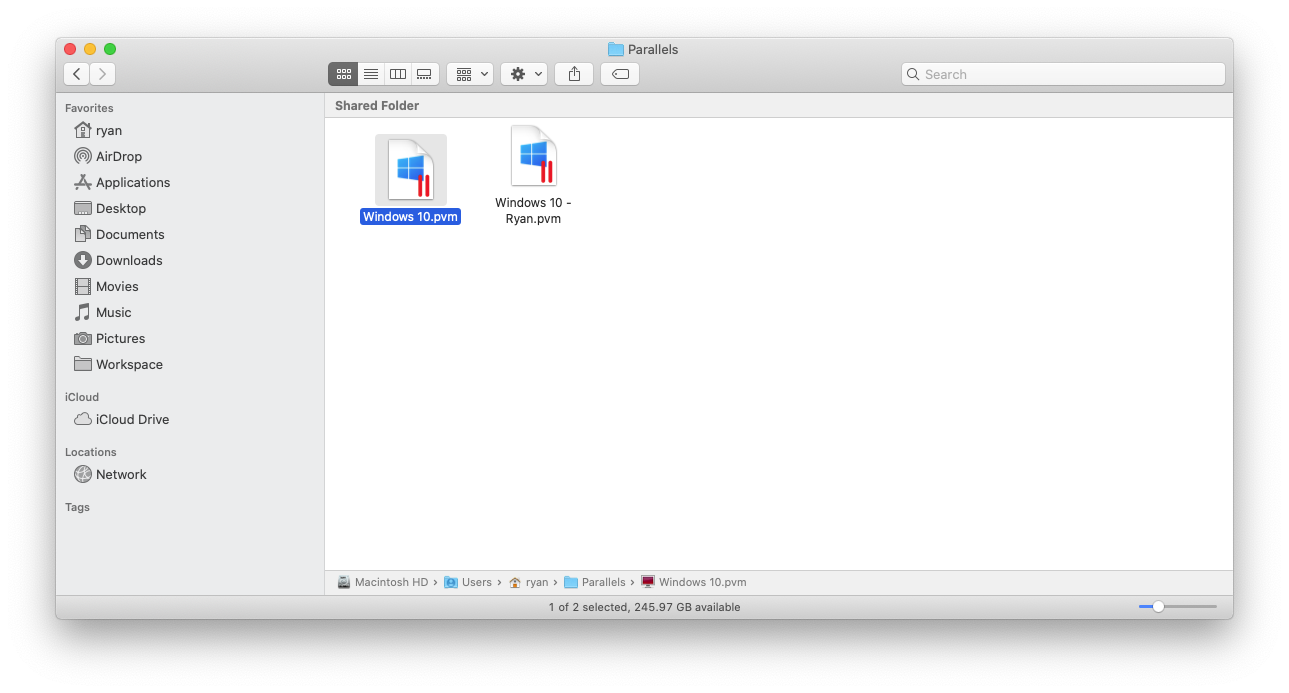 Parallels
Search
Favorites
ryan
AirDrop
Applications
Desktop
Documents
Downloads
Movies
Music
Pictures
Workspace
iCloud
iCloud Drive
Locations
Network
Tags
Shared Folder
Windows 10.pvm
Windows 10 -
Ryan.pvm
Macintosh HD › Users › ryan › Parallels › Windows 10.pvm
1 of 2 selected, 245.97 GB available